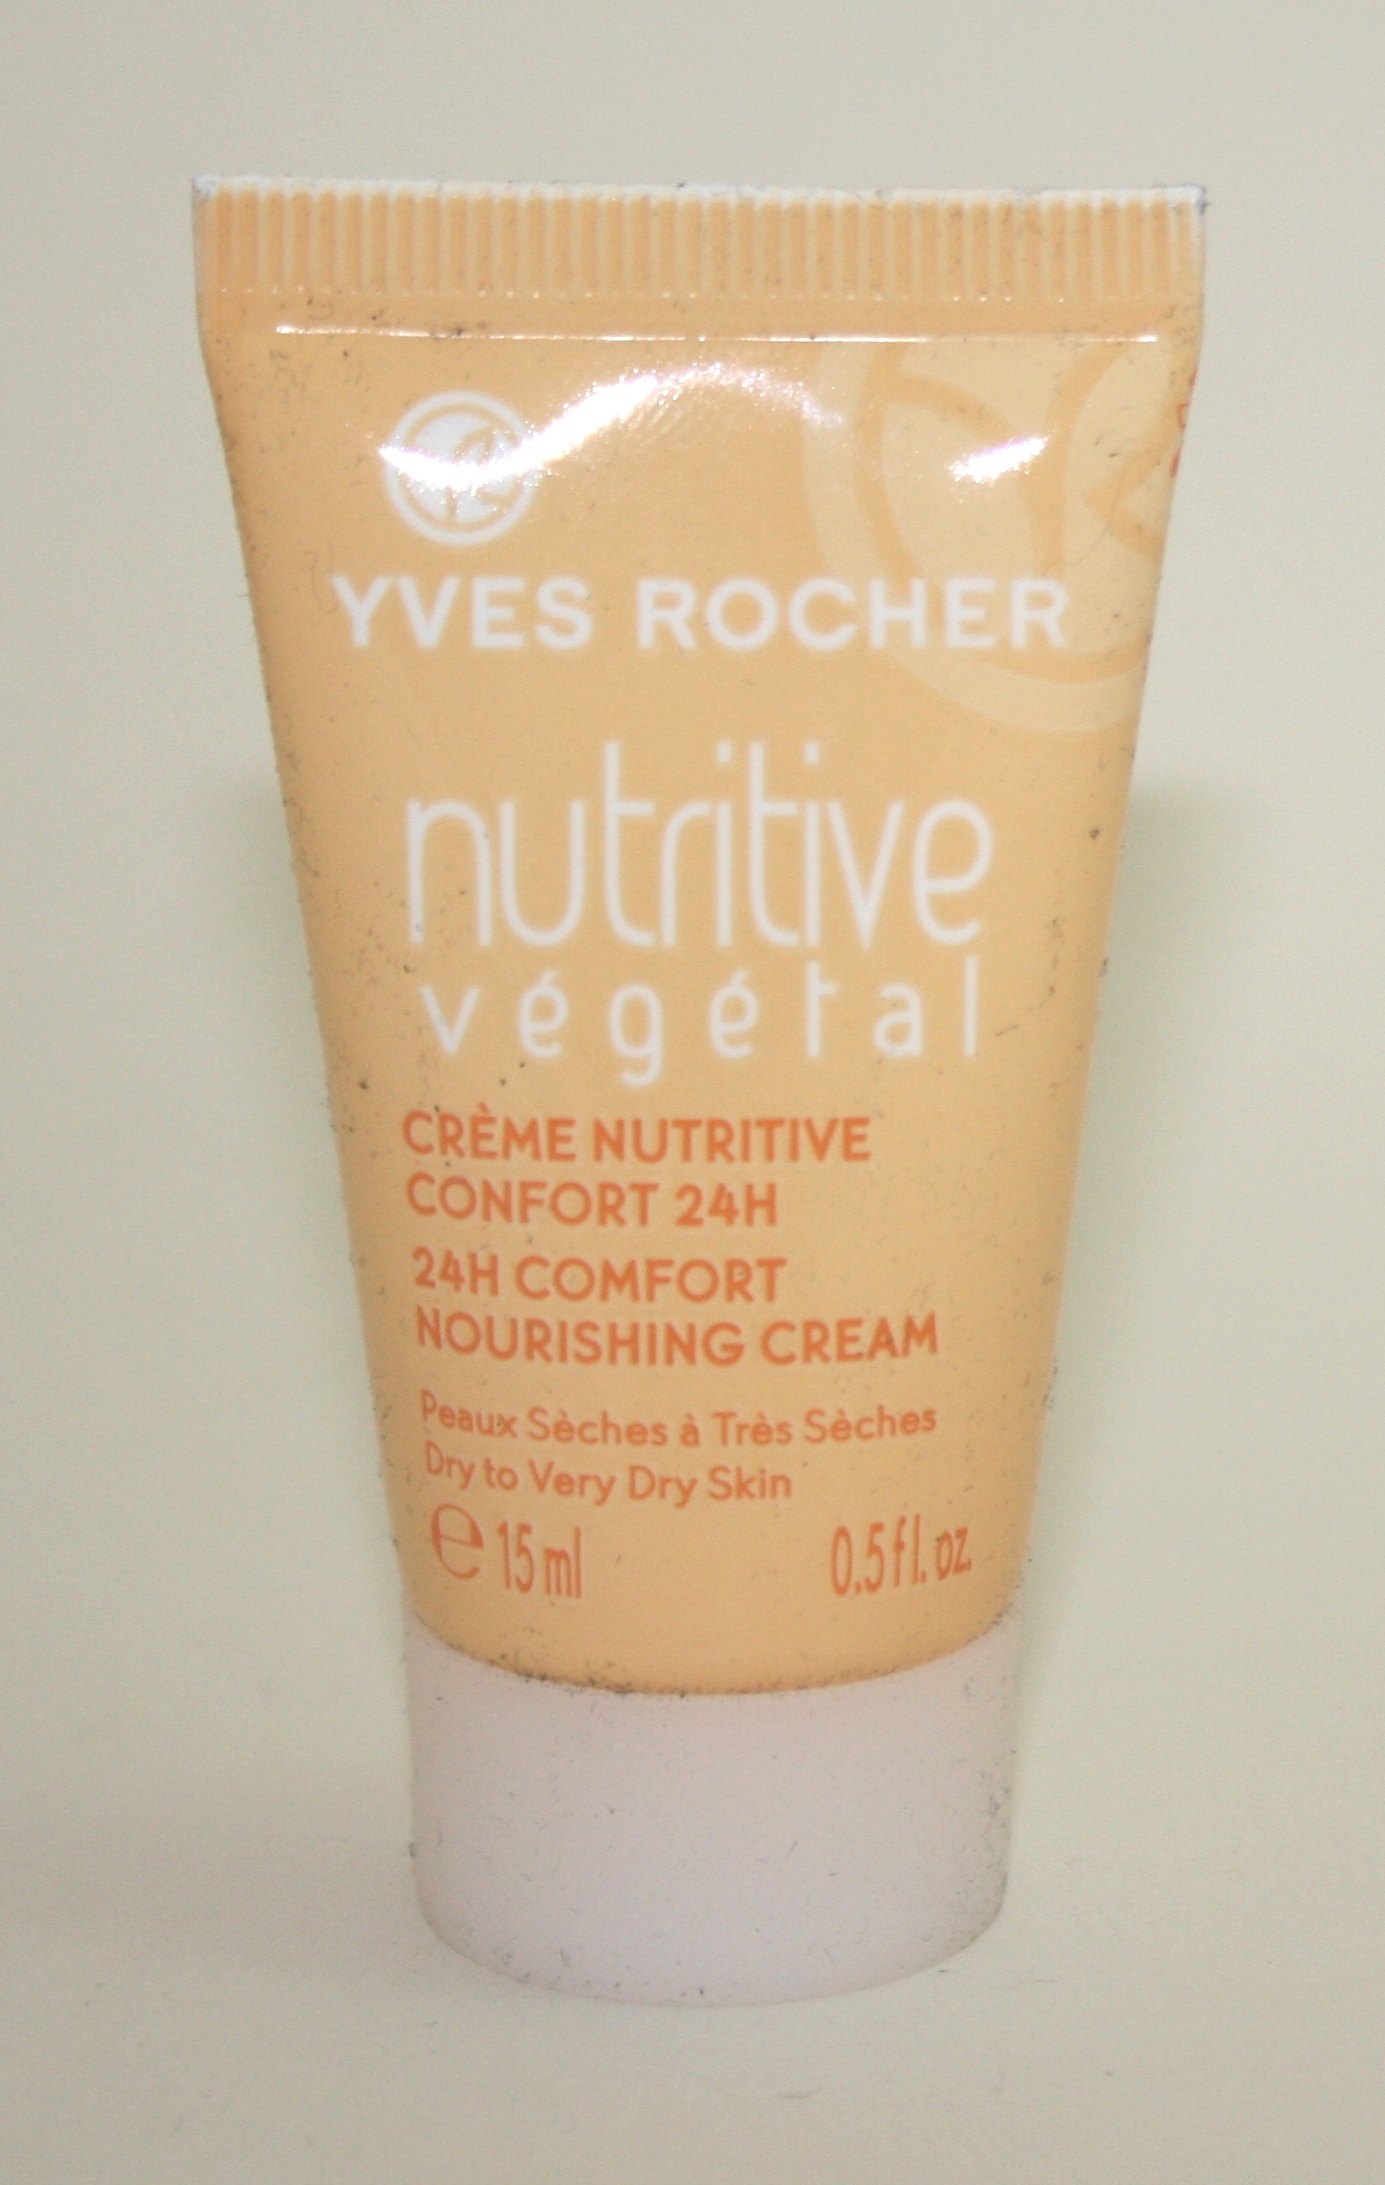 YVES ROCHER
nutritive
végétal
CRÈME NUTRITIVE
CONFORT 24H
24H COMFORT
NOURISHING CREAM
Peaux Sèches à Très Sèches
Dry to Very Dry Skin
℮ 15 ml 0.5 fl. oz.